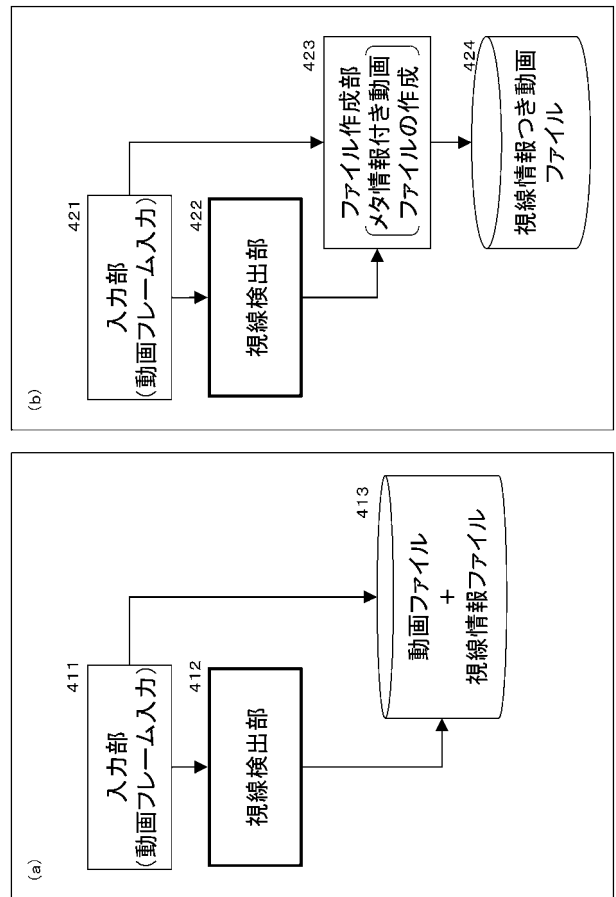 (a)
411
入力部
(動画フレーム入力)
412
視線検出部
413
動画ファイル
+
視線情報ファイル
(b)
421
入力部
(動画フレーム入力)
422
視線検出部
423
ファイル作成部
メタ情報付き動画
ファイルの作成
424
視線情報つき動画
ファイル